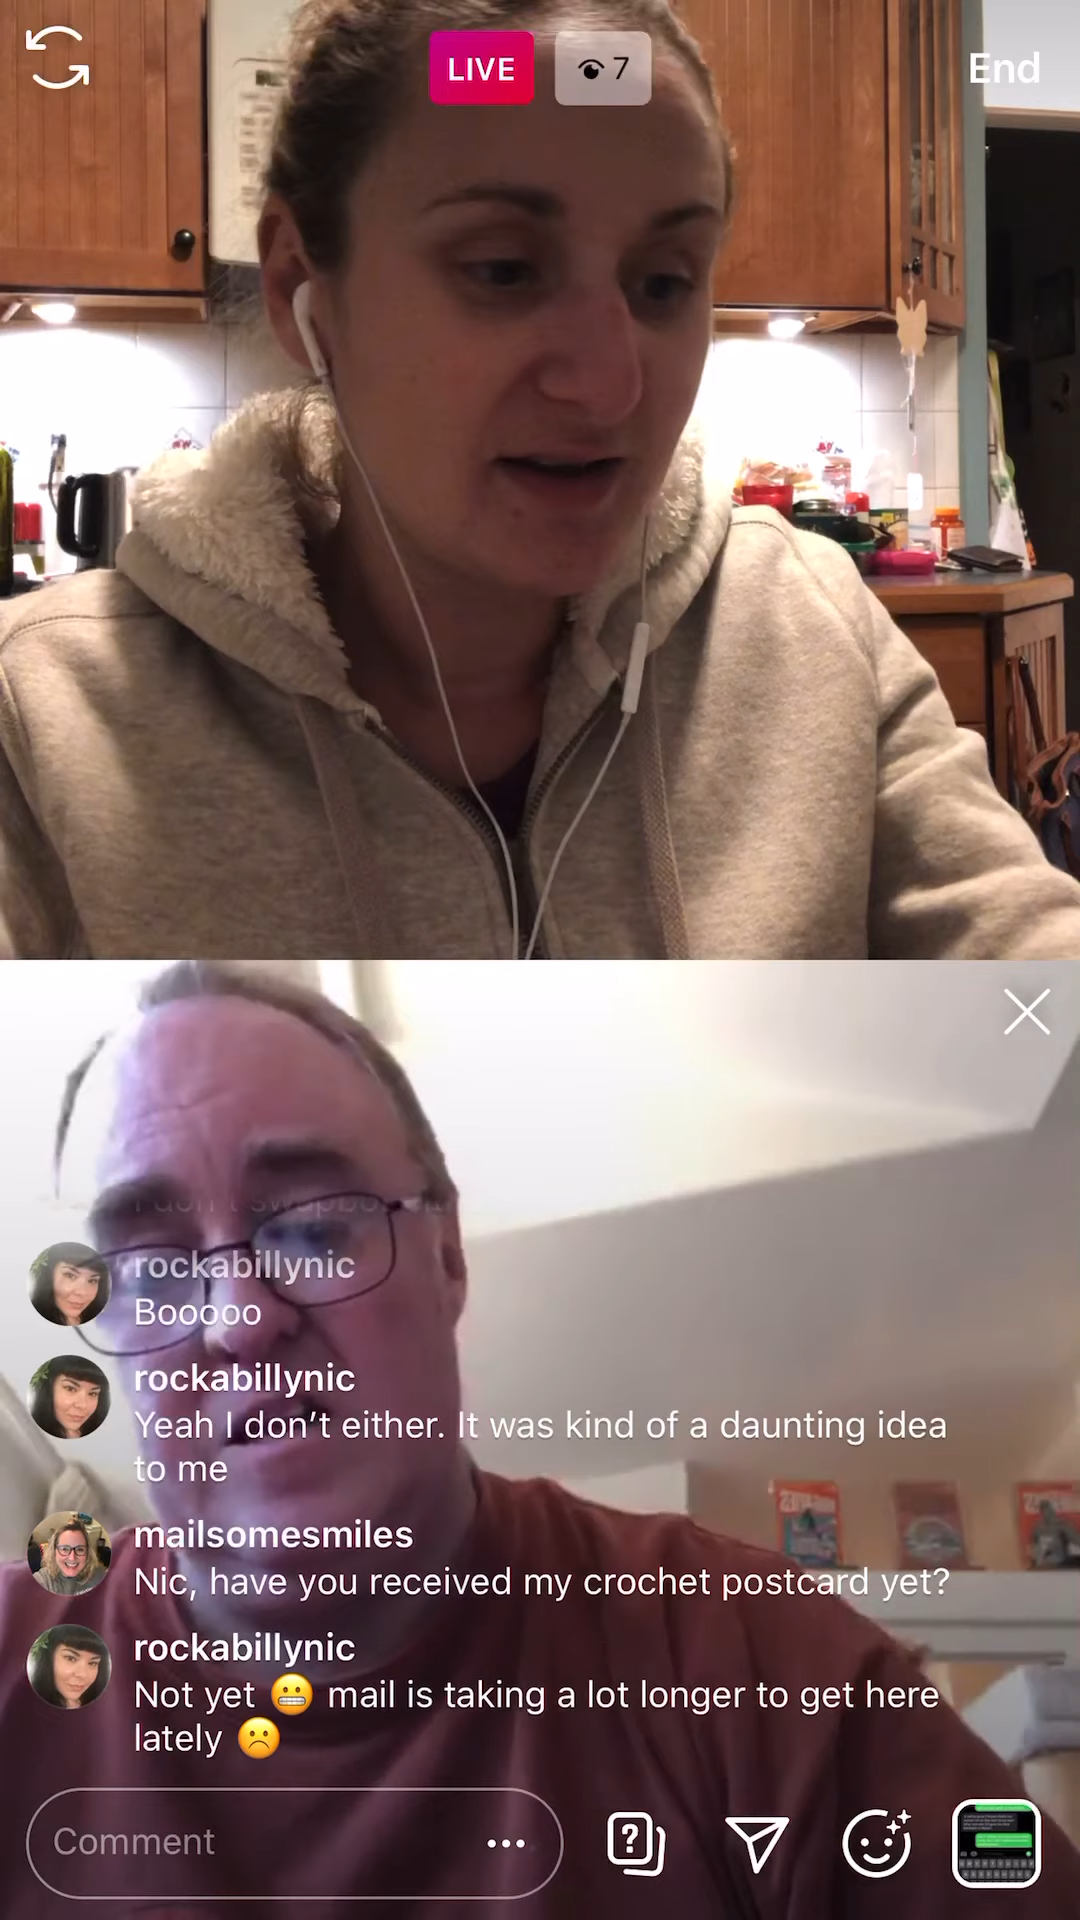 LIVE
7
End
I don't swapbot
rockabillynic
Booooo
rockabillynic
Yeah I don’t either. It was kind of a daunting idea
to me
mailsomesmiles
Nic, have you received my crochet postcard yet?
rockabillynic
Not yet 😬 mail is taking a lot longer to get here
lately ☹️
Comment